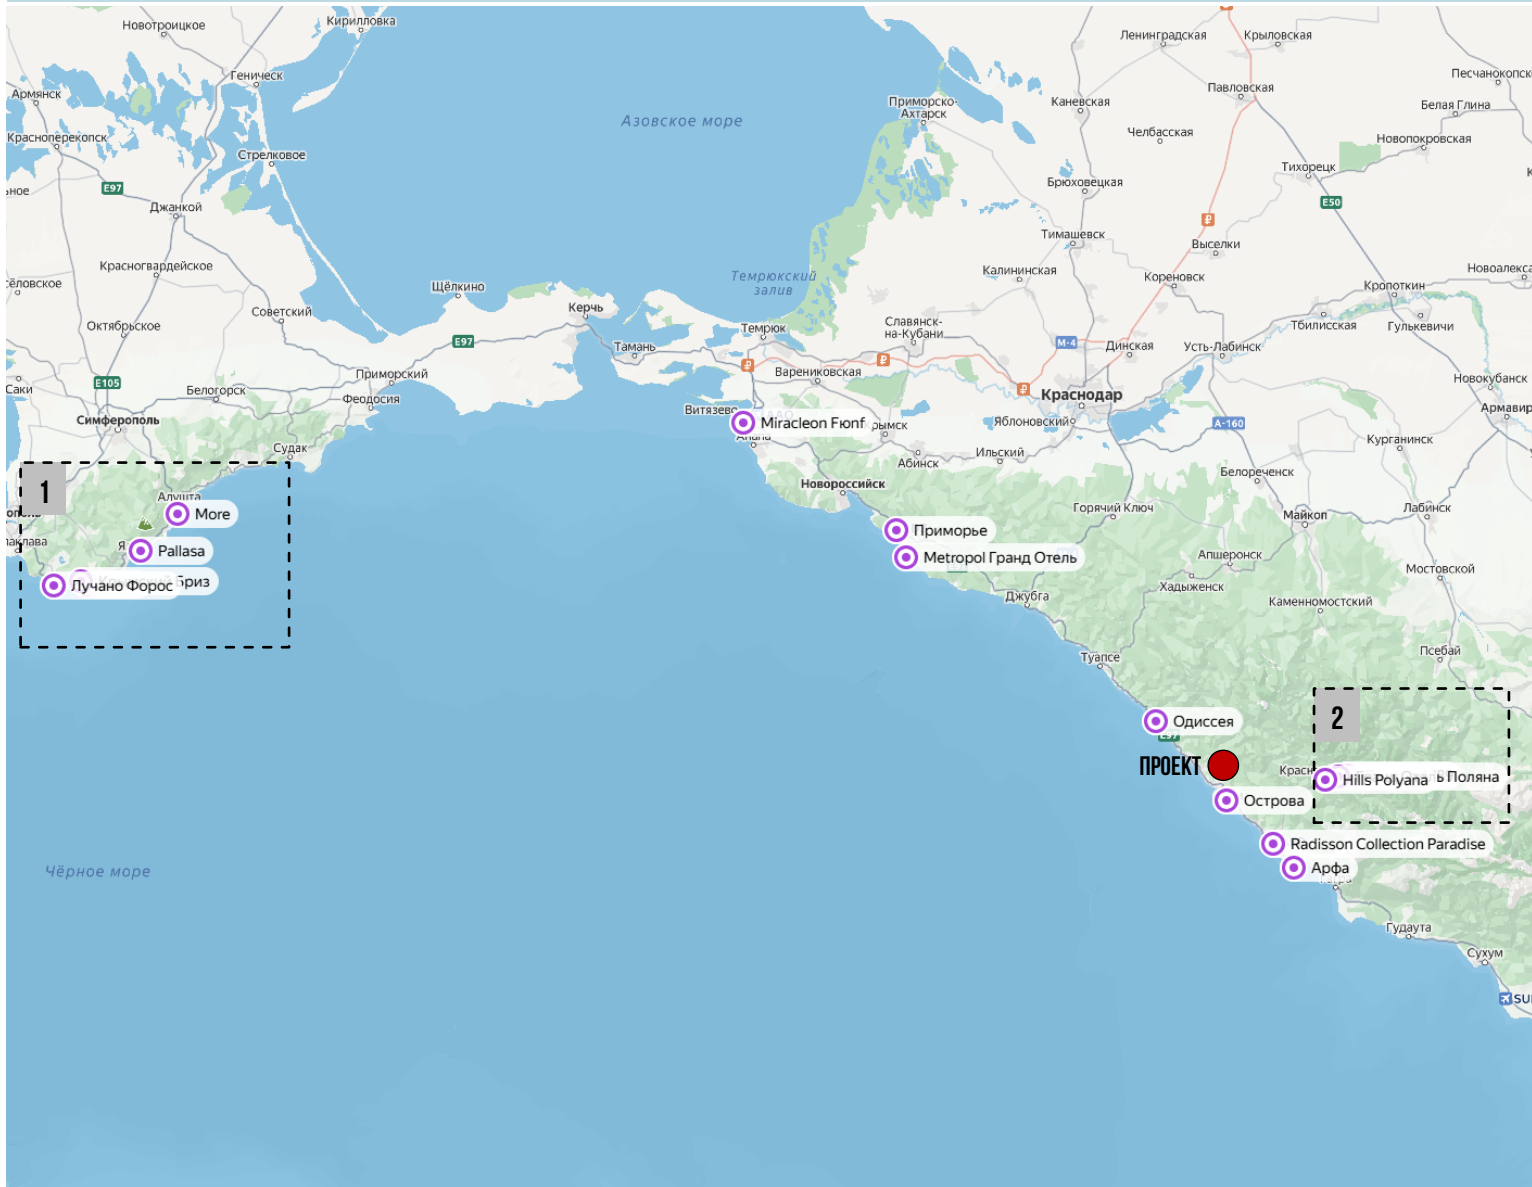 Новотроицкое
Кирилловка
Ленинградская
Крыловская
Геническ
Песчанокопск
Армянск
Приморско-
Ахтарск
Каневская
Павловская
Белая Глина
Азовское море
Челбасская
Новопокровская
Красноперекопск
Стрелковое
Тихорецк
E97
Брюховецкая
E50
Джанкой
Тимашевск
Выселки
Красногвардейское
Темрюкский
залив
Калининская
Кореновск
Новоалекса
Щёлкино
Кропоткин
Советский
Керчь
Октябрьское
Темрюк
Славянск-
на-Кубани
Тбилисская
Гулькевичи
E97
Тамань
M-4
Динская
Усть-Лабинск
Саки
E105
Приморский
Варениковская
Новокубанск
Белогорск
Феодосия
Краснодар
Армавир
Симферополь
Витязево
Miracleon Fюnf
Яблоновский
A-160
Судак
Абинск
Ильский
Курганинск
Белореченск
1
Новороссийск
Алушта
More
Горячий Ключ
Майкоп
Лабинск
Приморье
Pallasa
Metropol Гранд Отель
Апшеронск
Мостовской
Лучано Форос
Бриз
Хадыженск
Джубга
Каменномостский
Туапсе
Псебай
2
Одиссея
E97
ПРОЕКТ
Красн
Hills Polyana
ь Поляна
Острова
Radisson Collection Paradise
Чёрное море
Арфа
Гудаута
Сухум
SUI